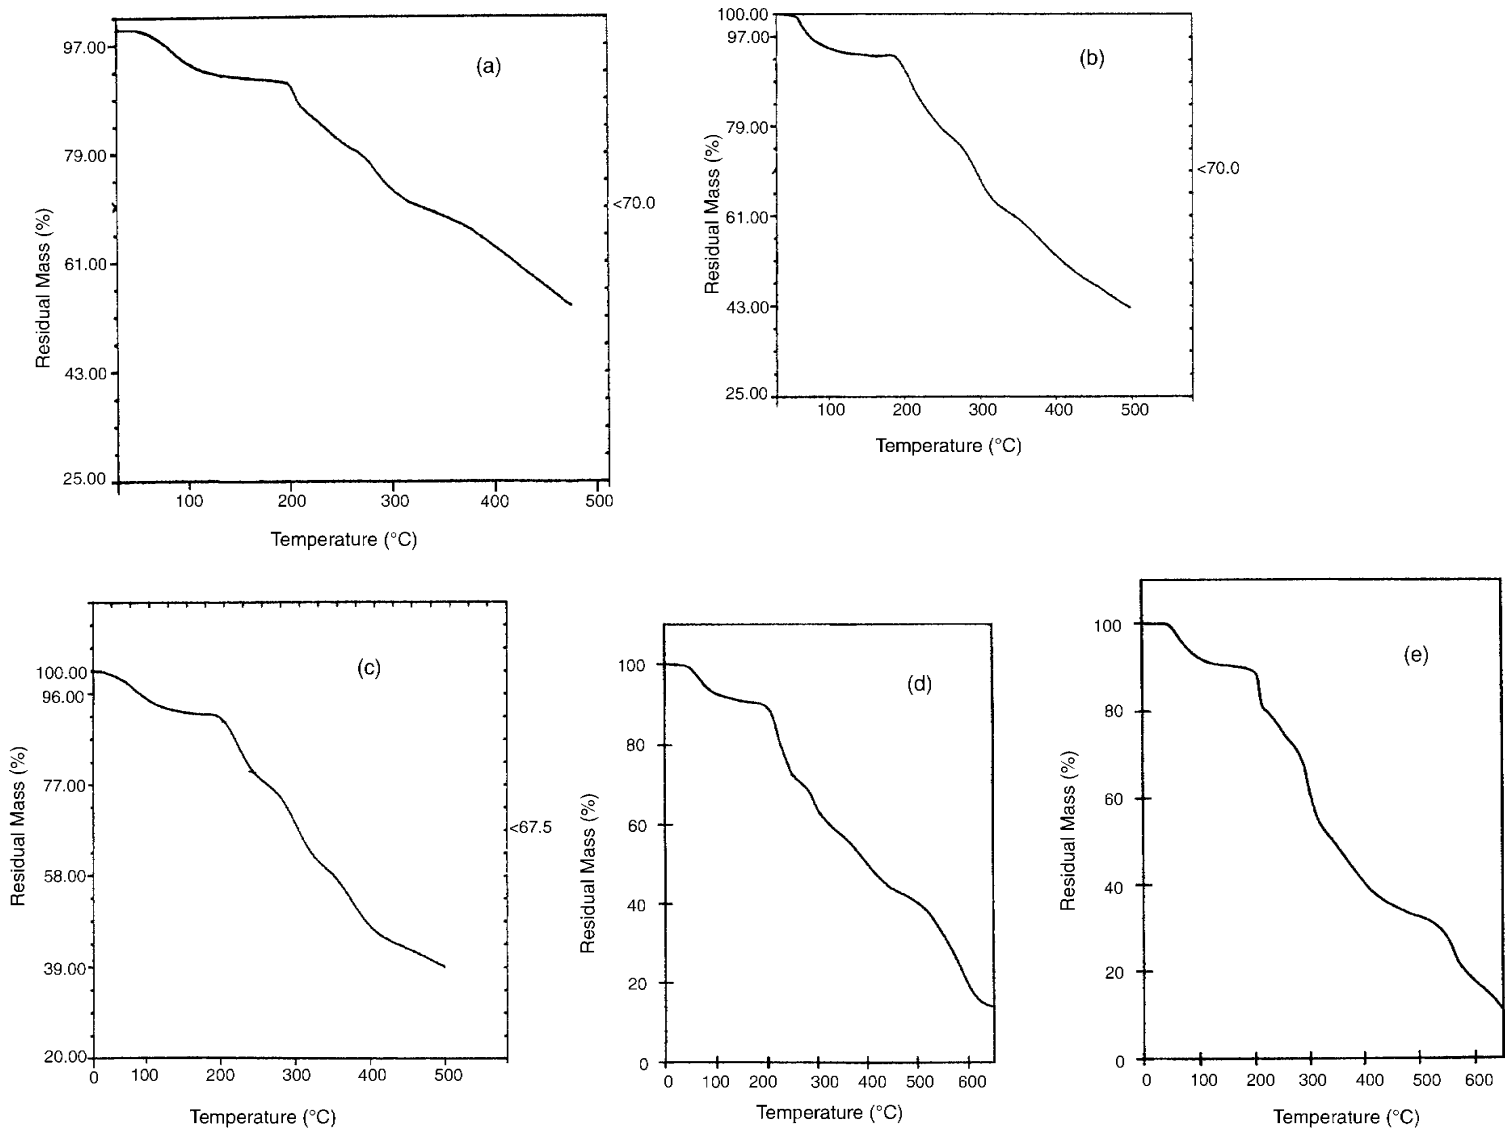 (a)
97.00
79.00
61.00
43.00
25.00
Residual Mass (%)
<70.0
100 200 300 400 500
Temperature (°C)
(b)
100.00
97.00
79.00
61.00
43.00
25.00
Residual Mass (%)
<70.0
100 200 300 400 500
Temperature (°C)
(c)
100.00
96.00
77.00
58.00
39.00
20.00
Residual Mass (%)
<67.5
0 100 200 300 400 500
Temperature (°C)
(d)
100
80
60
40
20
0
Residual Mass (%)
0 100 200 300 400 500 600
Temperature (°C)
(e)
100
80
60
40
20
0
Residual Mass (%)
0 100 200 300 400 500 600
Temperature (°C)